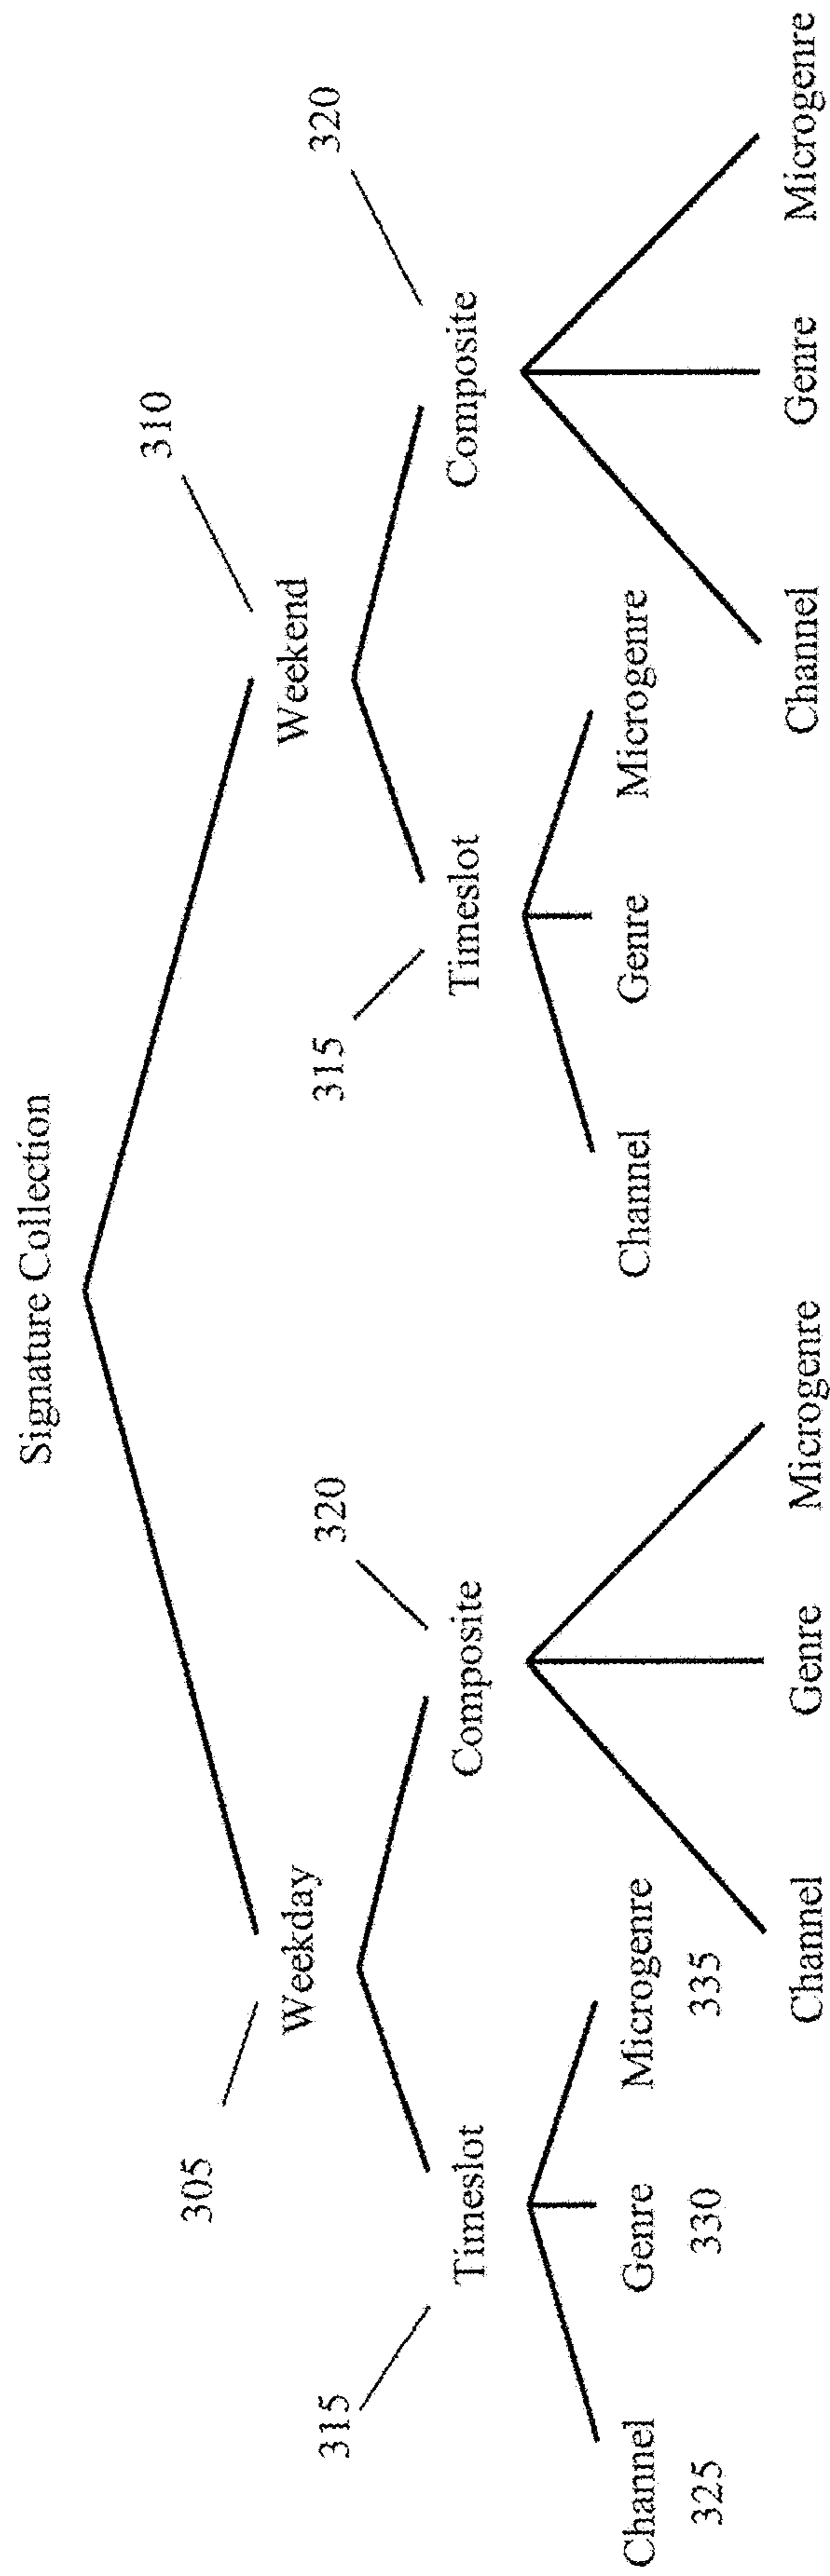 Signature Collection
305
310
Weekday
Weekend
315
320
315
320
Timeslot
Composite
Timeslot
Composite
Channel
Genre
Microgenre
Channel
Genre
Microgenre
325
330
335
Channel
Genre
Microgenre
Channel
Genre
Microgenre